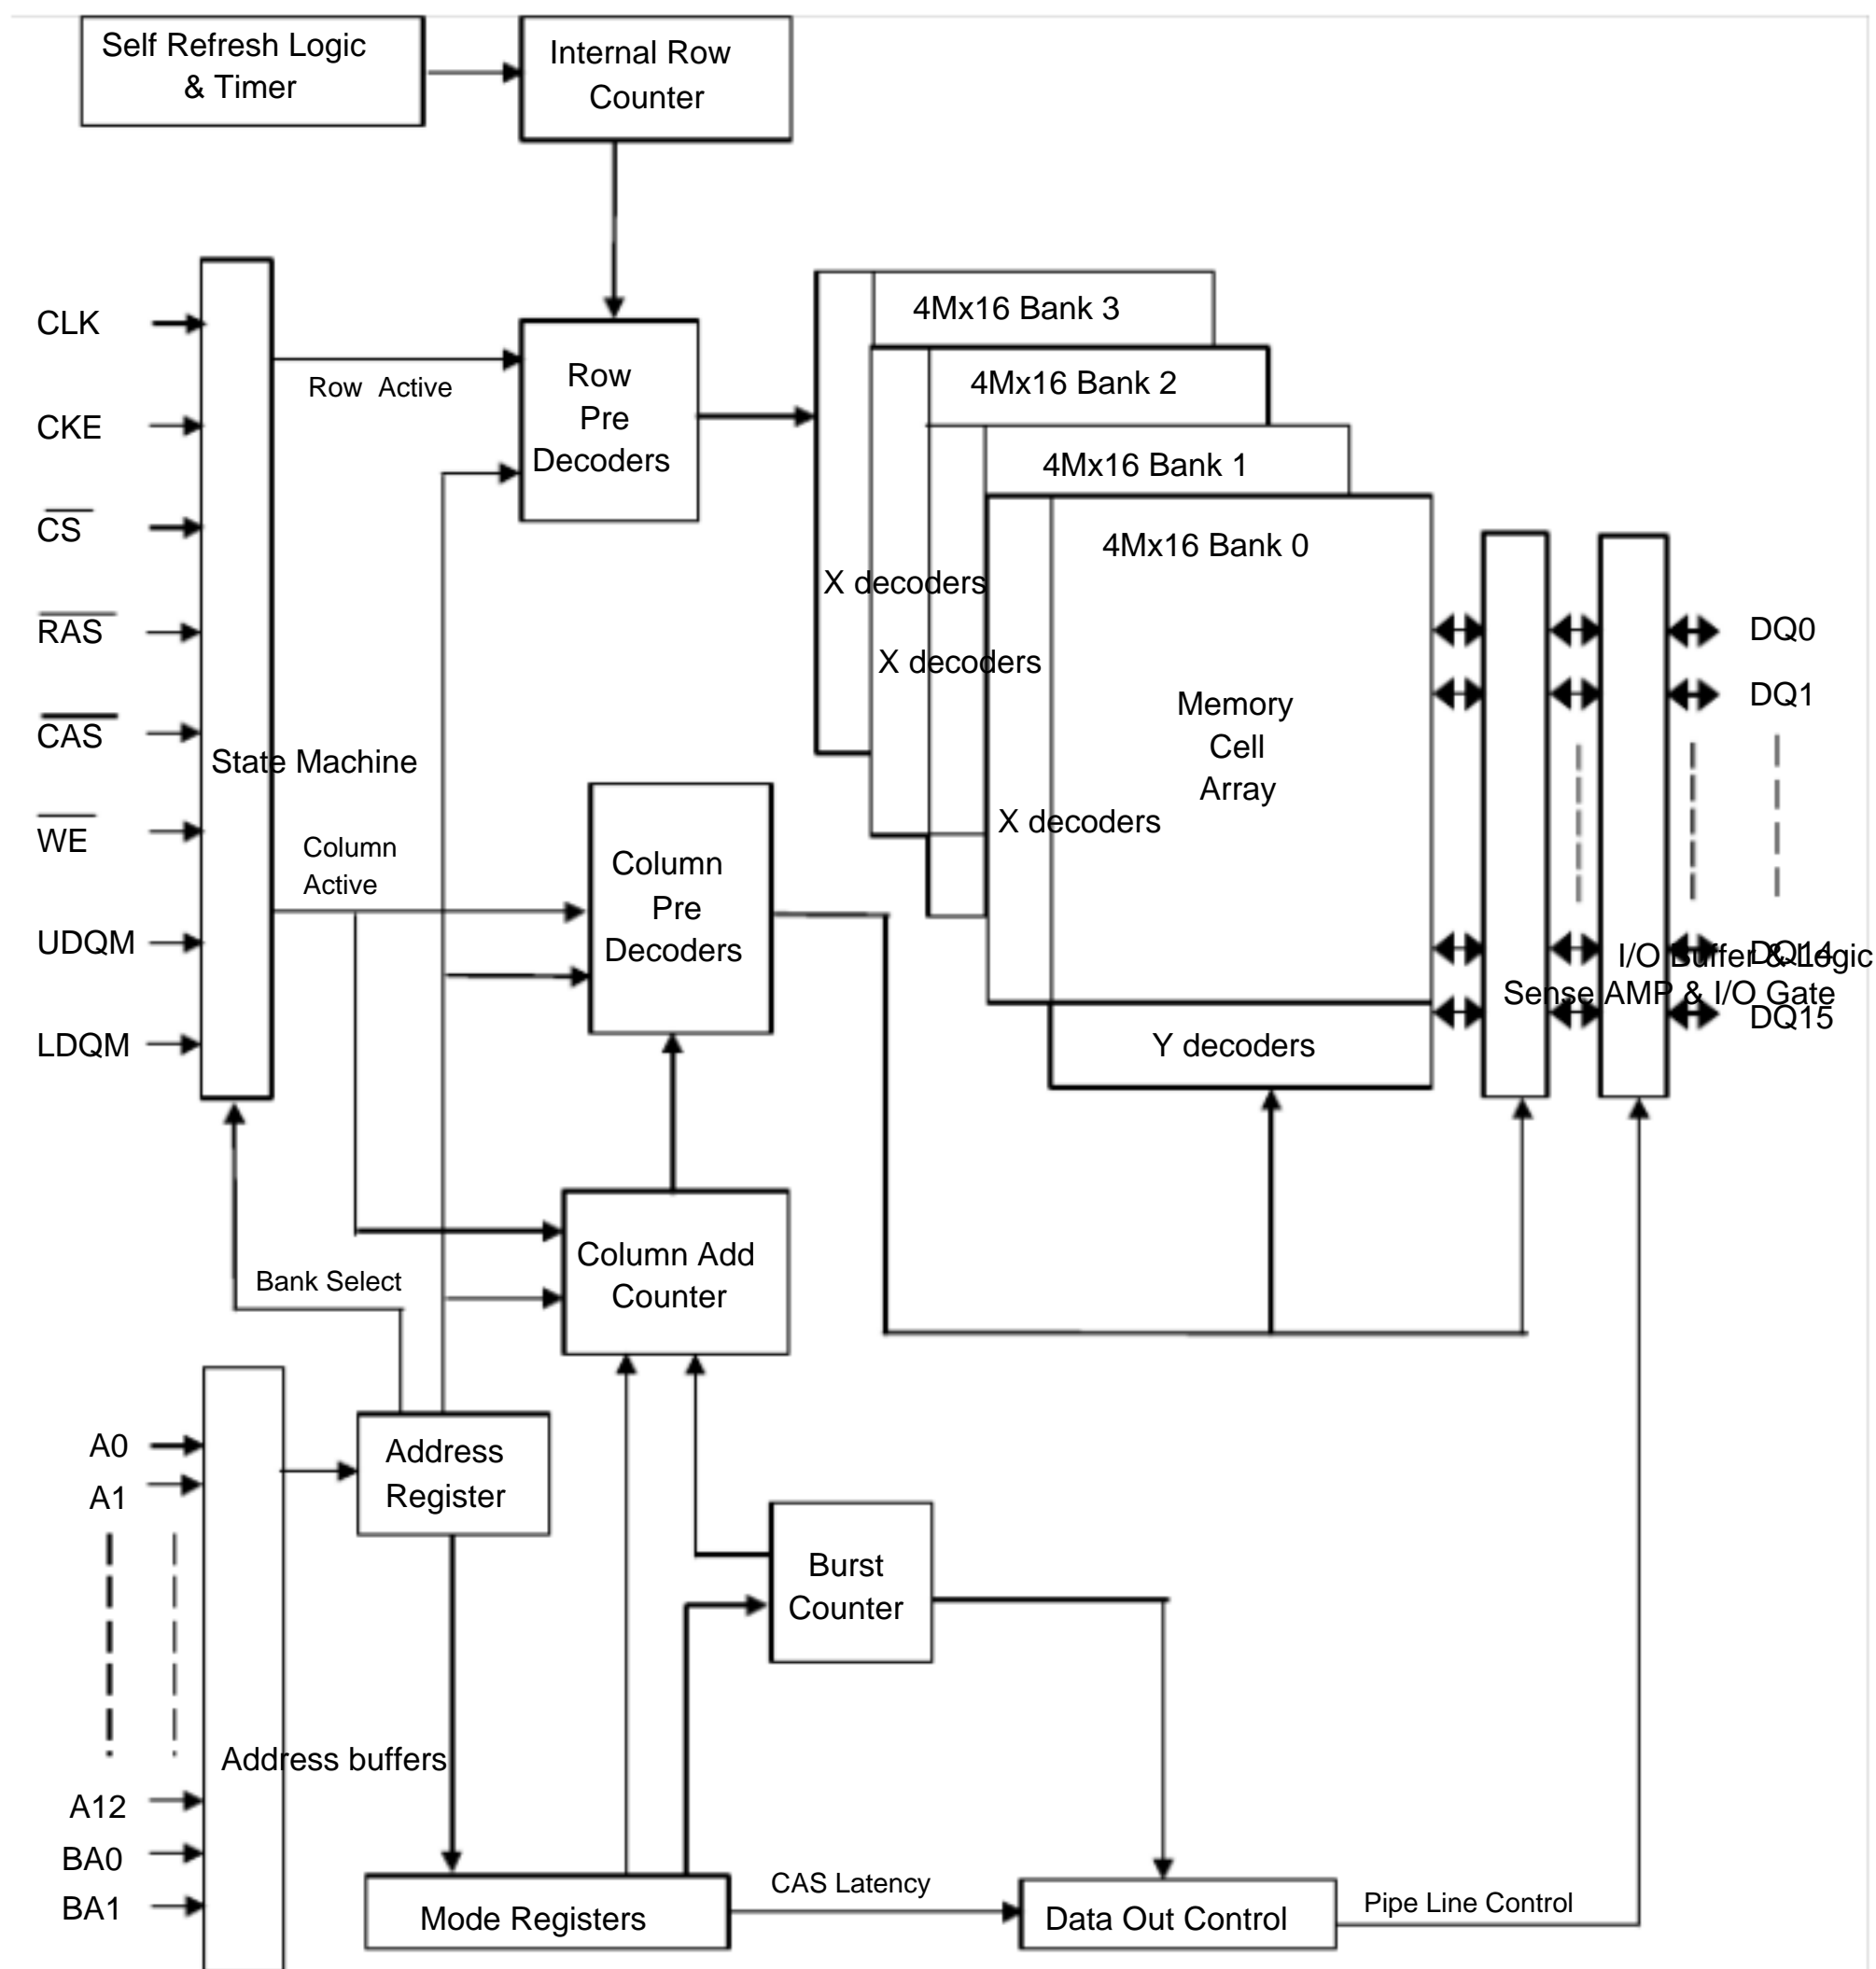 Self Refresh Logic
& Timer
Internal Row
Counter
CLK
CKE
CS
RAS
CAS
WE
UDQM
LDQM
State Machine
Row Active
Column
Active
Row
Pre
Decoders
Column
Pre
Decoders
4Mx16 Bank 3
4Mx16 Bank 2
4Mx16 Bank 1
4Mx16 Bank 0
X decoders
X decoders
X decoders
Memory
Cell
Array
Y decoders
DQ0
DQ1
DQ14
DQ15
I/O Buffer & Logic
Sense AMP & I/O Gate
Bank Select
Column Add
Counter
A0
A1
A12
BA0
BA1
Address buffers
Address
Register
Burst
Counter
Mode Registers
CAS Latency
Data Out Control
Pipe Line Control